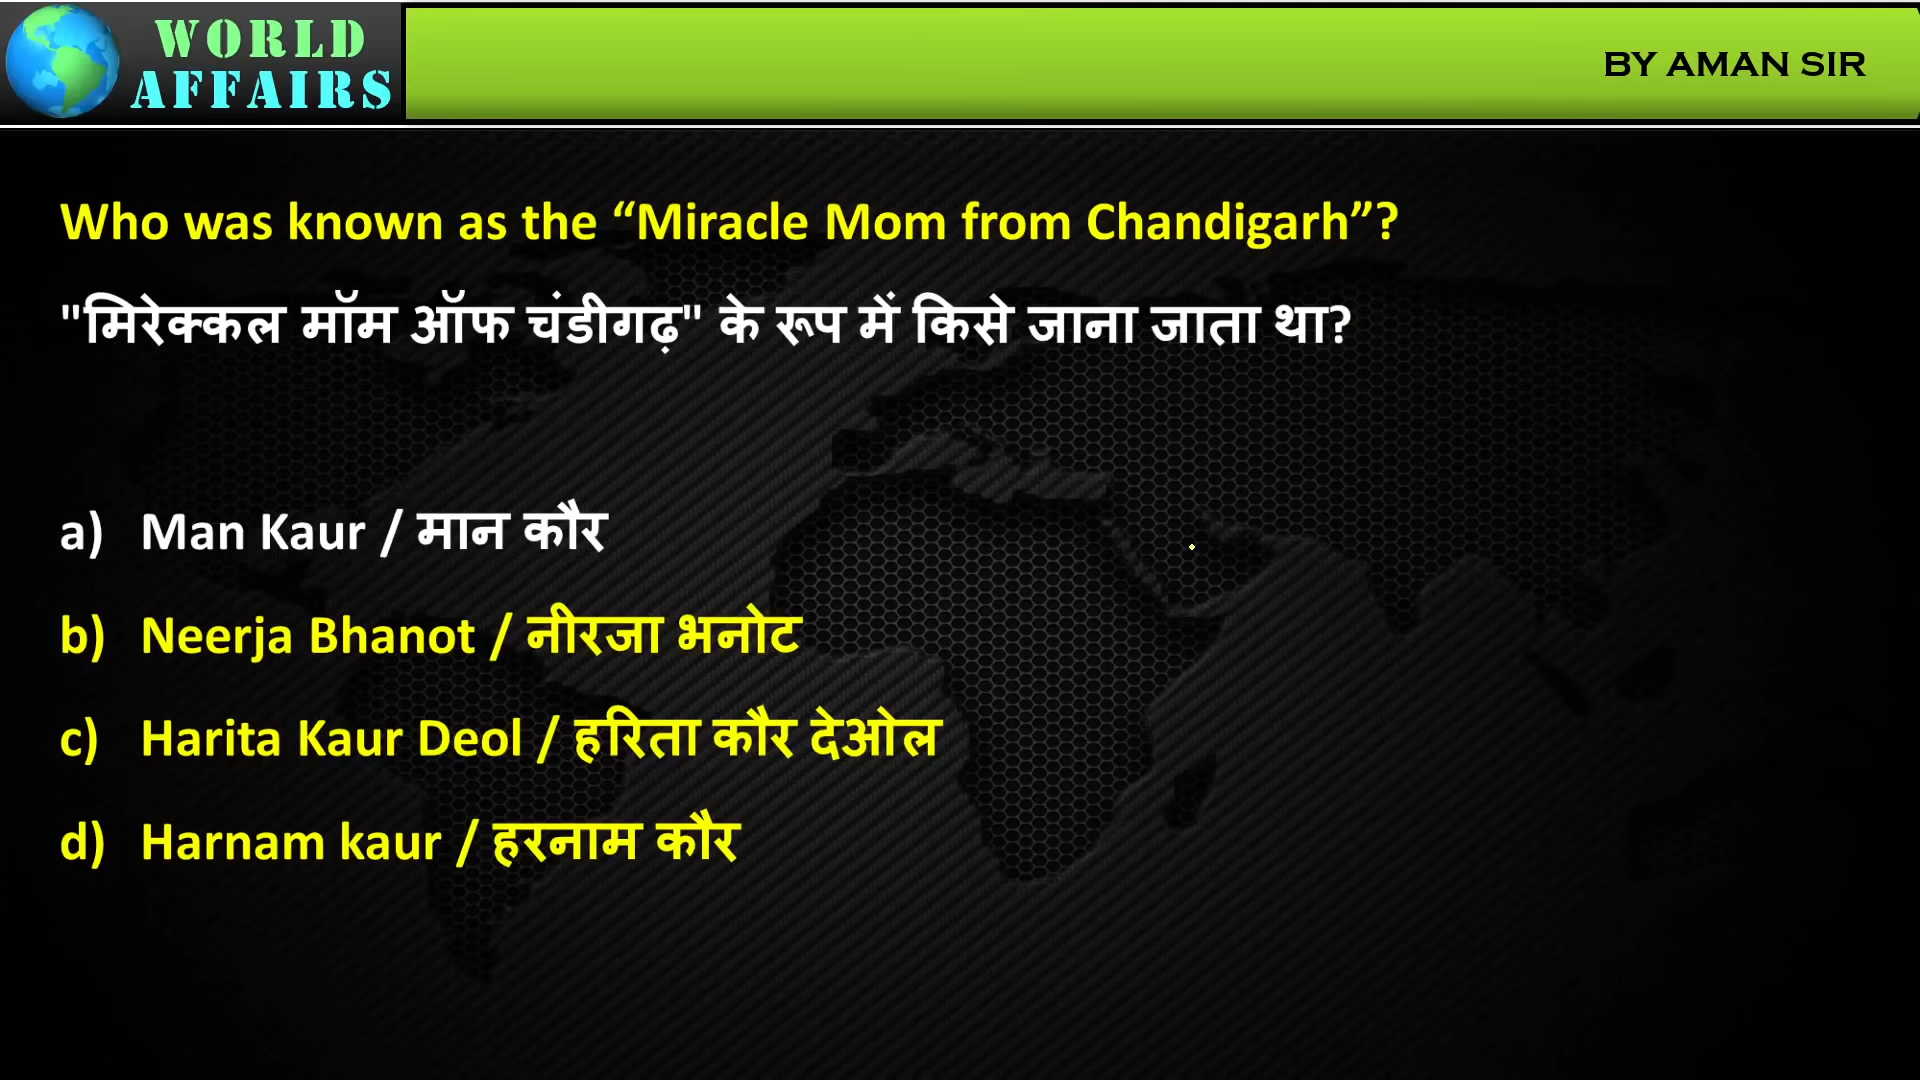 WORLD
AFFAIRS
BY AMAN SIR
Who was known as the “Miracle Mom from Chandigarh”?
"मिरेक्कल मॉम ऑफ चंडीगढ़" के रूप में किसे जाना जाता था?
a) Man Kaur / मान कौर
b) Neerja Bhanot / नीरजा भनोट
c) Harita Kaur Deol / हरिता कौर देओल
d) Harnam kaur / हरनाम कौर